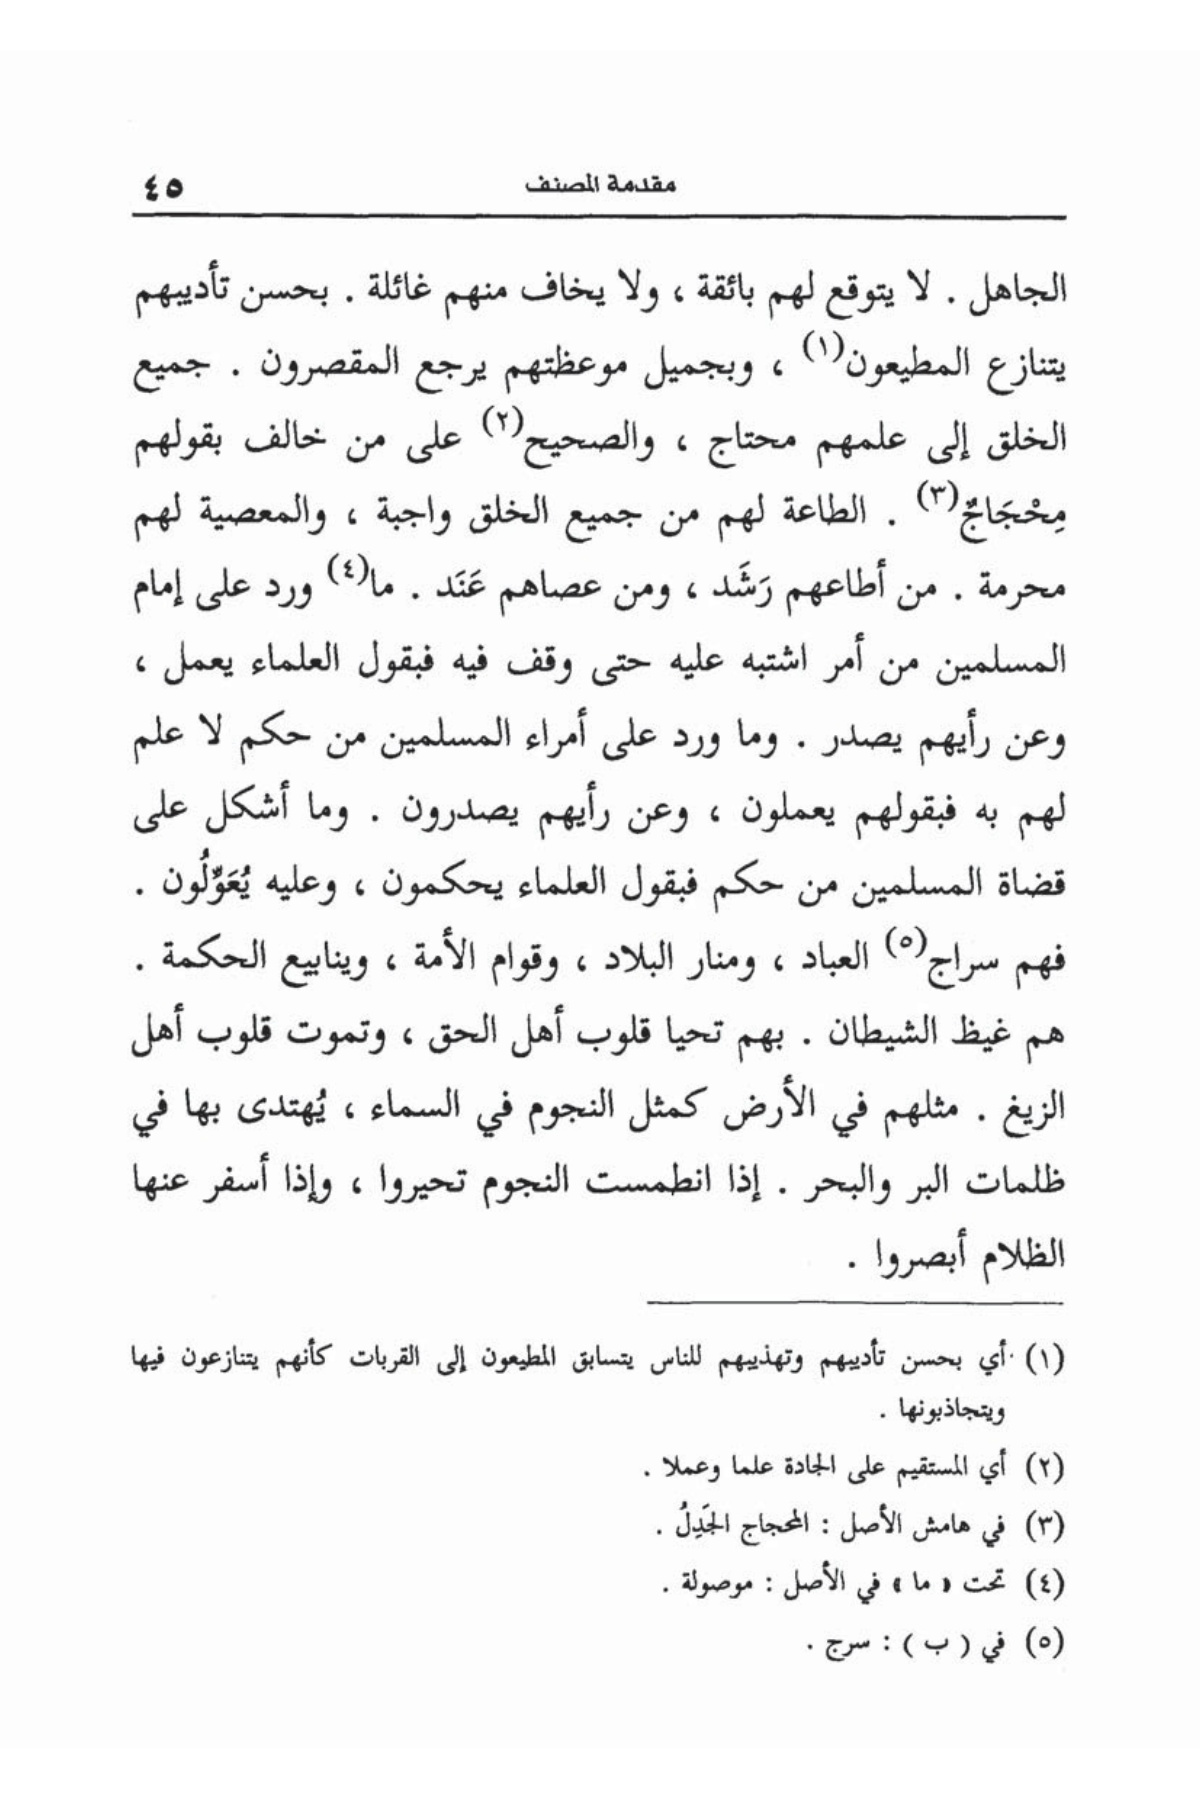 مقدمة المصنف ٤٥
الجاهل . لا يتوقع لهم بائقة ، ولا يخاف منهم غائلة . بحسن تأديبهم
يتنازع المطيعون(١) ، وبجميل موعظتهم يرجع المقصرون . جميع
الخلق إلى علمهم محتاج ، والصحيح(٢) على من خالف بقولهم
مِحْجَاجٌ(٣) . الطاعة لهم من جميع الخلق واجبة ، والمعصية لهم
محرمة . من أطاعهم رَشَد ، ومن عصاهم عَنَد . ما(٤) ورد على إمام
المسلمين من أمر اشتبه عليه حتى وقف فيه فبقول العلماء يعمل ،
وعن رأيهم يصدر . وما ورد على أمراء المسلمين من حكم لا علم
لهم به فبقولهم يعملون ، وعن رأيهم يصدرون . وما أشكل على
قضاة المسلمين من حكم فبقول العلماء يحكمون ، وعليه يُعَوِّلُون .
فهم سراج(٥) العباد ، ومنار البلاد ، وقوام الأمة ، وينابيع الحكمة .
هم غيظ الشيطان . بهم تحيا قلوب أهل الحق ، وتموت قلوب أهل
الزيغ . مثلهم في الأرض كمثل النجوم في السماء ، يُهتدى بها في
ظلمات البر والبحر . إذا انطمست النجوم تحيروا ، وإذا أسفر عنها
الظلام أبصروا .
(١) أي بحسن تأديبهم وتهذيبهم للناس يتسابق المطيعون إلى القربات كأنهم يتنازعون فيها
ويتجاذبونها .
(٢) أي المستقيم على الجادة علما وعملا .
(٣) في هامش الأصل : المحجاج الجَدِلُ .
(٤) تحت « ما » في الأصل : موصولة .
(٥) في ( ب ) : سرج .